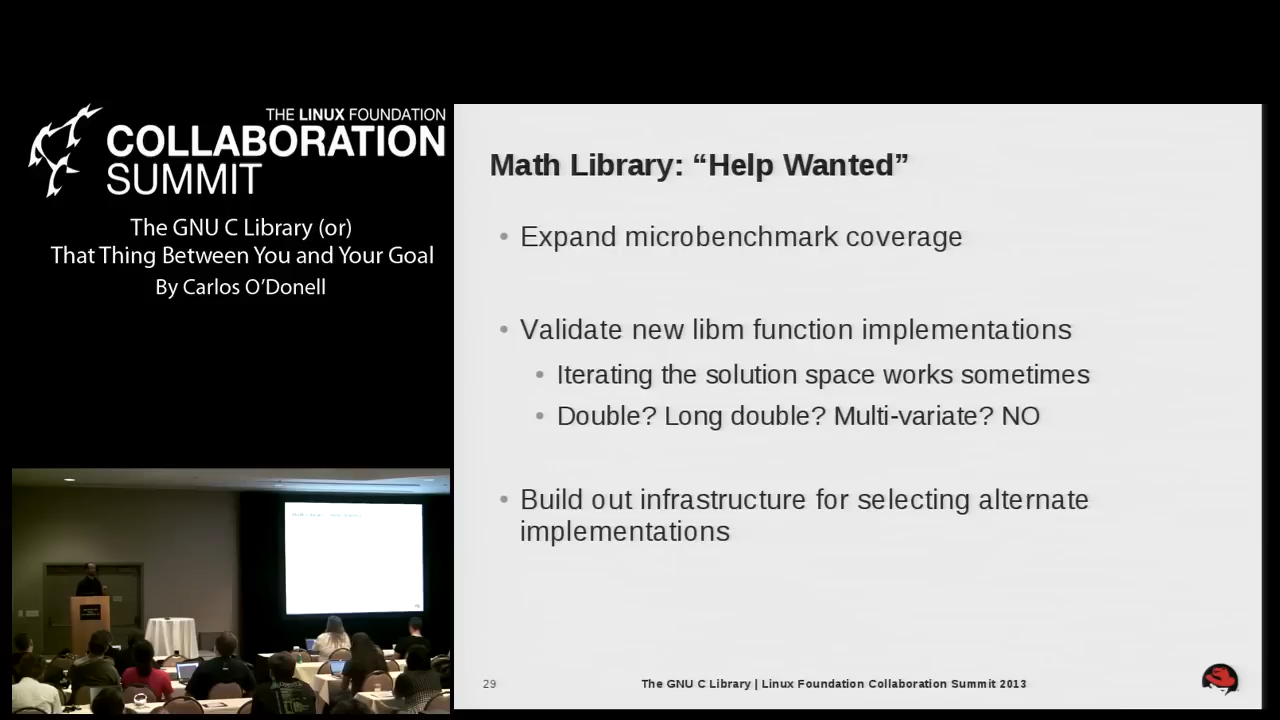 THE LINUX FOUNDATION
COLLABORATION
SUMMIT
The GNU C Library (or)
That Thing Between You and Your Goal
By Carlos O’Donell
Math Library: “Help Wanted”
• Expand microbenchmark coverage
• Validate new libm function implementations
• Iterating the solution space works sometimes
• Double? Long double? Multi-variate? NO
• Build out infrastructure for selecting alternate
implementations
29
The GNU C Library | Linux Foundation Collaboration Summit 2013